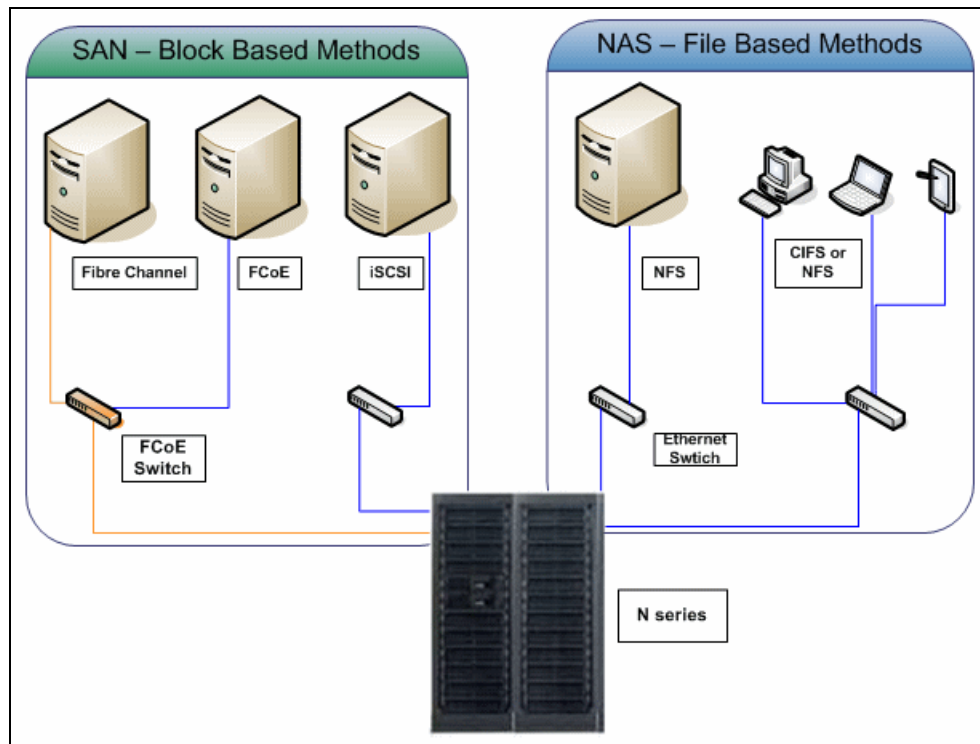 SAN – Block Based Methods
NAS – File Based Methods
Fibre Channel
FCoE
iSCSI
NFS
CIFS or
NFS
FCoE
Switch
Ethernet
Swtich
N series